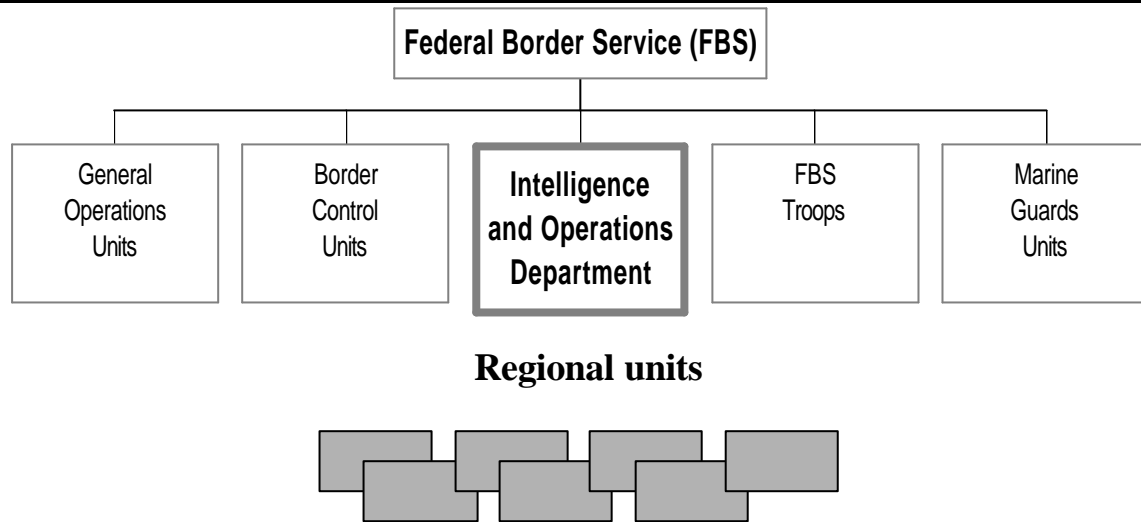 Federal Border Service (FBS)
General
Operations
Units
Border
Control
Units
Intelligence
and Operations
Department
FBS
Troops
Marine
Guards
Units
Regional units